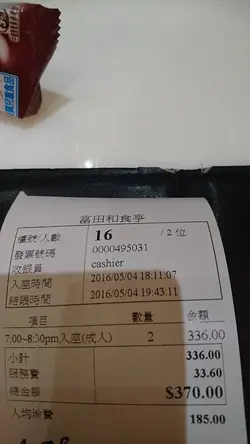 富田和食亭
檯號/人數 16 /2 位
發票號碼 0000495031
收銀員 cashier
入座時間 2016/05/04 18:11:07
結賬時間 2016/05/04 19:43:11
項目 數量 金額
7:00~8:30pm入座(成人) 2 336.00
小計 336.00
服務費 33.60
總金額 $370.00
人均消費 185.00